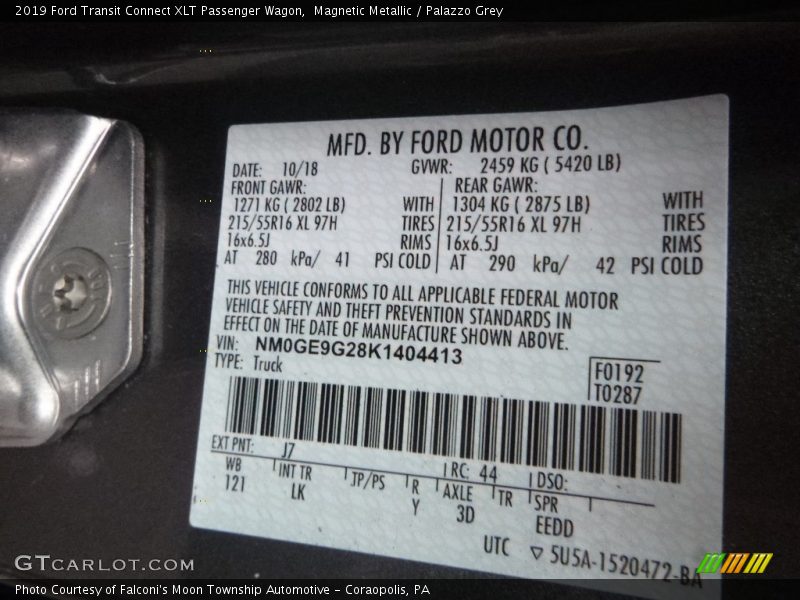 2019 Ford Transit Connect XLT Passenger Wagon,  Magnetic Metallic / Palazzo Grey
MFD. BY FORD MOTOR CO.
DATE: 10/18 GVWR: 2459 KG ( 5420 LB)
FRONT GAWR: REAR GAWR:
1271 KG ( 2802 LB) WITH 1304 KG ( 2875 LB) WITH
215/55R16 XL 97H TIRES 215/55R16 XL 97H TIRES
16x6.5J RIMS 16x6.5J RIMS
AT 280 kPa/ 41 PSI COLD AT 290 kPa/ 42 PSI COLD
THIS VEHICLE CONFORMS TO ALL APPLICABLE FEDERAL MOTOR
VEHICLE SAFETY AND THEFT PREVENTION STANDARDS IN
EFFECT ON THE DATE OF MANUFACTURE SHOWN ABOVE.
VIN: NM0GE9G28K1404413
TYPE: Truck
F0192
T0287
EXT PNT: J7 RC: 44 DSO:
WB INT TR TP/PS R AXLE TR SPR
121 LK Y 3D EEDD
UTC ▽ 5U5A-1520472-BA
GTCARLOT.COM
Photo Courtesy of Falconi's Moon Township Automotive - Coraopolis, PA